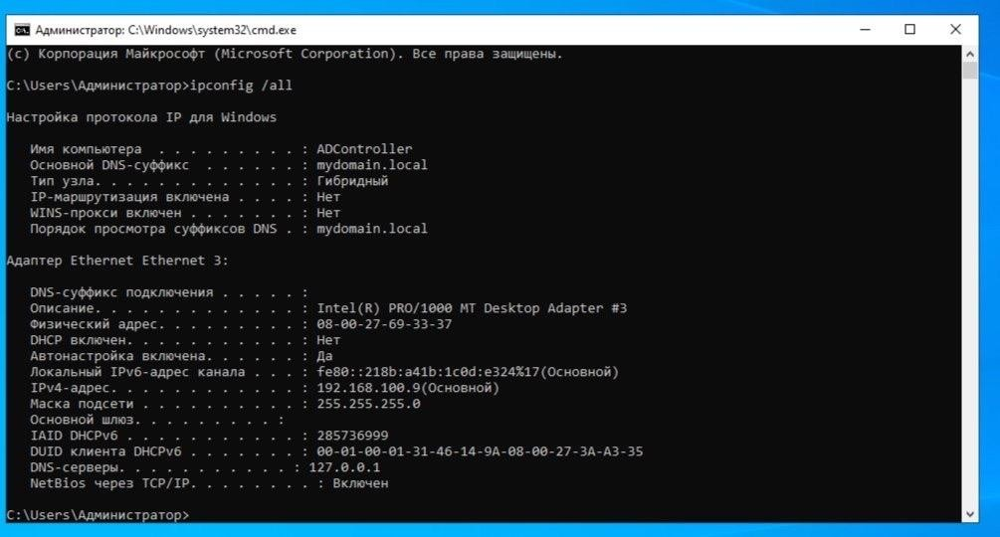 Администратор: C:\Windows\system32\cmd.exe
(c) Корпорация Майкрософт (Microsoft Corporation). Все права защищены.
C:\Users\Администратор>ipconfig /all
Настройка протокола IP для Windows
Имя компьютера  . . . . . . . . . : ADController
Основной DNS-суффикс  . . . . . . : mydomain.local
Тип узла. . . . . . . . . . . . . : Гибридный
IP-маршрутизация включена . . . . : Нет
WINS-прокси включен . . . . . . . : Нет
Порядок просмотра суффиксов DNS . : mydomain.local
Адаптер Ethernet Ethernet 3:
DNS-суффикс подключения . . . . . :
Описание. . . . . . . . . . . . . : Intel(R) PRO/1000 MT Desktop Adapter #3
Физический адрес. . . . . . . . . : 08-00-27-69-33-37
DHCP включен. . . . . . . . . . . : Нет
Автонастройка включена. . . . . . : Да
Локальный IPv6-адрес канала . . . : fe80::218b:a41b:1c0d:e324%17(Основной)
IPv4-адрес. . . . . . . . . . . . : 192.168.100.9(Основной)
Маска подсети . . . . . . . . . . : 255.255.255.0
Основной шлюз. . . . . . . . . :
IAID DHCPv6 . . . . . . . . . . . : 285736999
DUID клиента DHCPv6 . . . . . . . : 00-01-00-01-31-46-14-9A-08-00-27-3A-A3-35
DNS-серверы. . . . . . . . . . . : 127.0.0.1
NetBios через TCP/IP. . . . . . . . : Включен
C:\Users\Администратор>